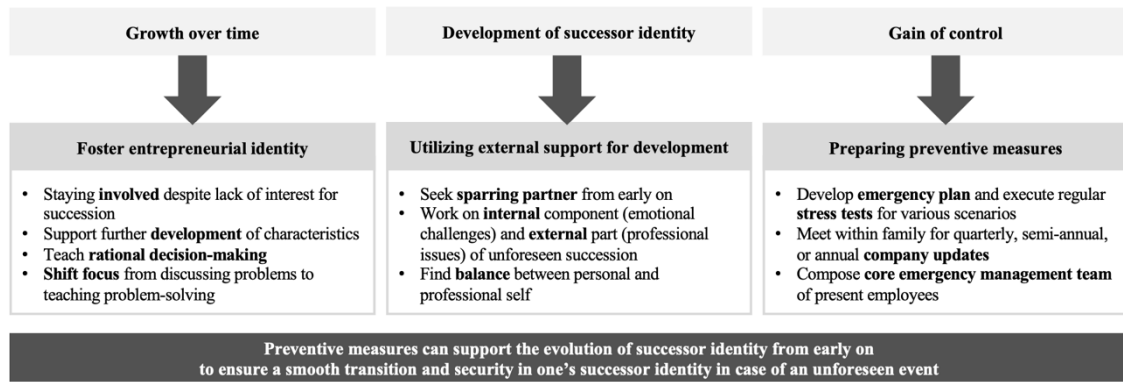 Growth over time
Development of successor identity
Gain of control
Foster entrepreneurial identity
• Staying involved despite lack of interest for
succession
• Support further development of characteristics
• Teach rational decision-making
• Shift focus from discussing problems to
teaching problem-solving
Utilizing external support for development
• Seek sparring partner from early on
• Work on internal component (emotional
challenges) and external part (professional
issues) of unforeseen succession
• Find balance between personal and
professional self
Preparing preventive measures
• Develop emergency plan and execute regular
stress tests for various scenarios
• Meet within family for quarterly, semi-annual,
or annual company updates
• Compose core emergency management team
of present employees
Preventive measures can support the evolution of successor identity from early on
to ensure a smooth transition and security in one's successor identity in case of an unforeseen event